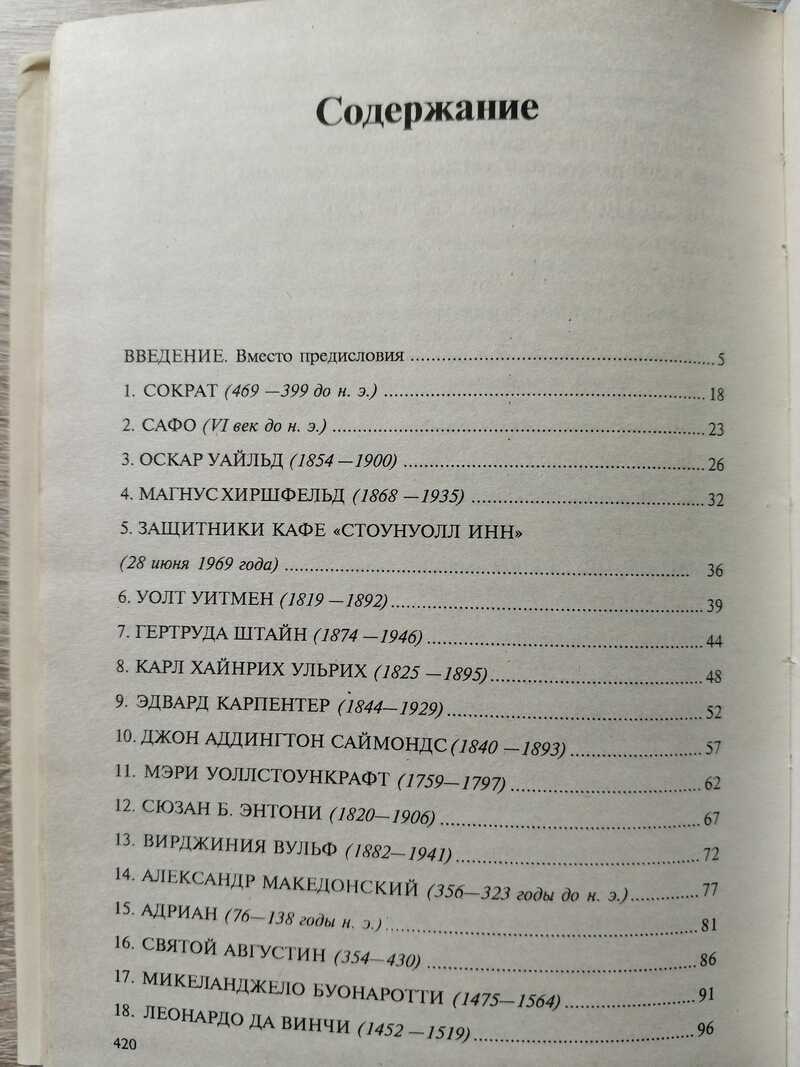 Содержание
ВВЕДЕНИЕ. Вместо предисловия ..... 5
1. СОКРАТ (469 —399 до н. э.) ..... 18
2. САФО (VI век до н. э.) ..... 23
3. ОСКАР УАЙЛЬД (1854 —1900) ..... 26
4. МАГНУС ХИРШФЕЛЬД (1868 —1935) ..... 32
5. ЗАЩИТНИКИ КАФЕ «СТОУНУОЛЛ ИНН»
(28 июня 1969 года) ..... 36
6. УОЛТ УИТМЕН (1819 —1892) ..... 39
7. ГЕРТРУДА ШТАЙН (1874 —1946) ..... 44
8. КАРЛ ХАЙНРИХ УЛЬРИХ (1825 —1895) ..... 48
9. ЭДВАРД КАРПЕНТЕР (1844—1929) ..... 52
10. ДЖОН АДДИНГТОН САЙМОНДС (1840 —1893) ..... 57
11. МЭРИ УОЛЛСТОУНКРАФТ (1759—1797) ..... 62
12. СЮЗАН Б. ЭНТОНИ (1820—1906) ..... 67
13. ВИРДЖИНИЯ ВУЛЬФ (1882—1941) ..... 72
14. АЛЕКСАНДР МАКЕДОНСКИЙ (356—323 годы до н. э.) ..... 77
15. АДРИАН (76—138 годы н. э.) ..... 81
16. СВЯТОЙ АВГУСТИН (354—430) ..... 86
17. МИКЕЛАНДЖЕЛО БУОНАРОТТИ (1475—1564) ..... 91
18. ЛЕОНАРДО ДА ВИНЧИ (1452 —1519) ..... 96
420